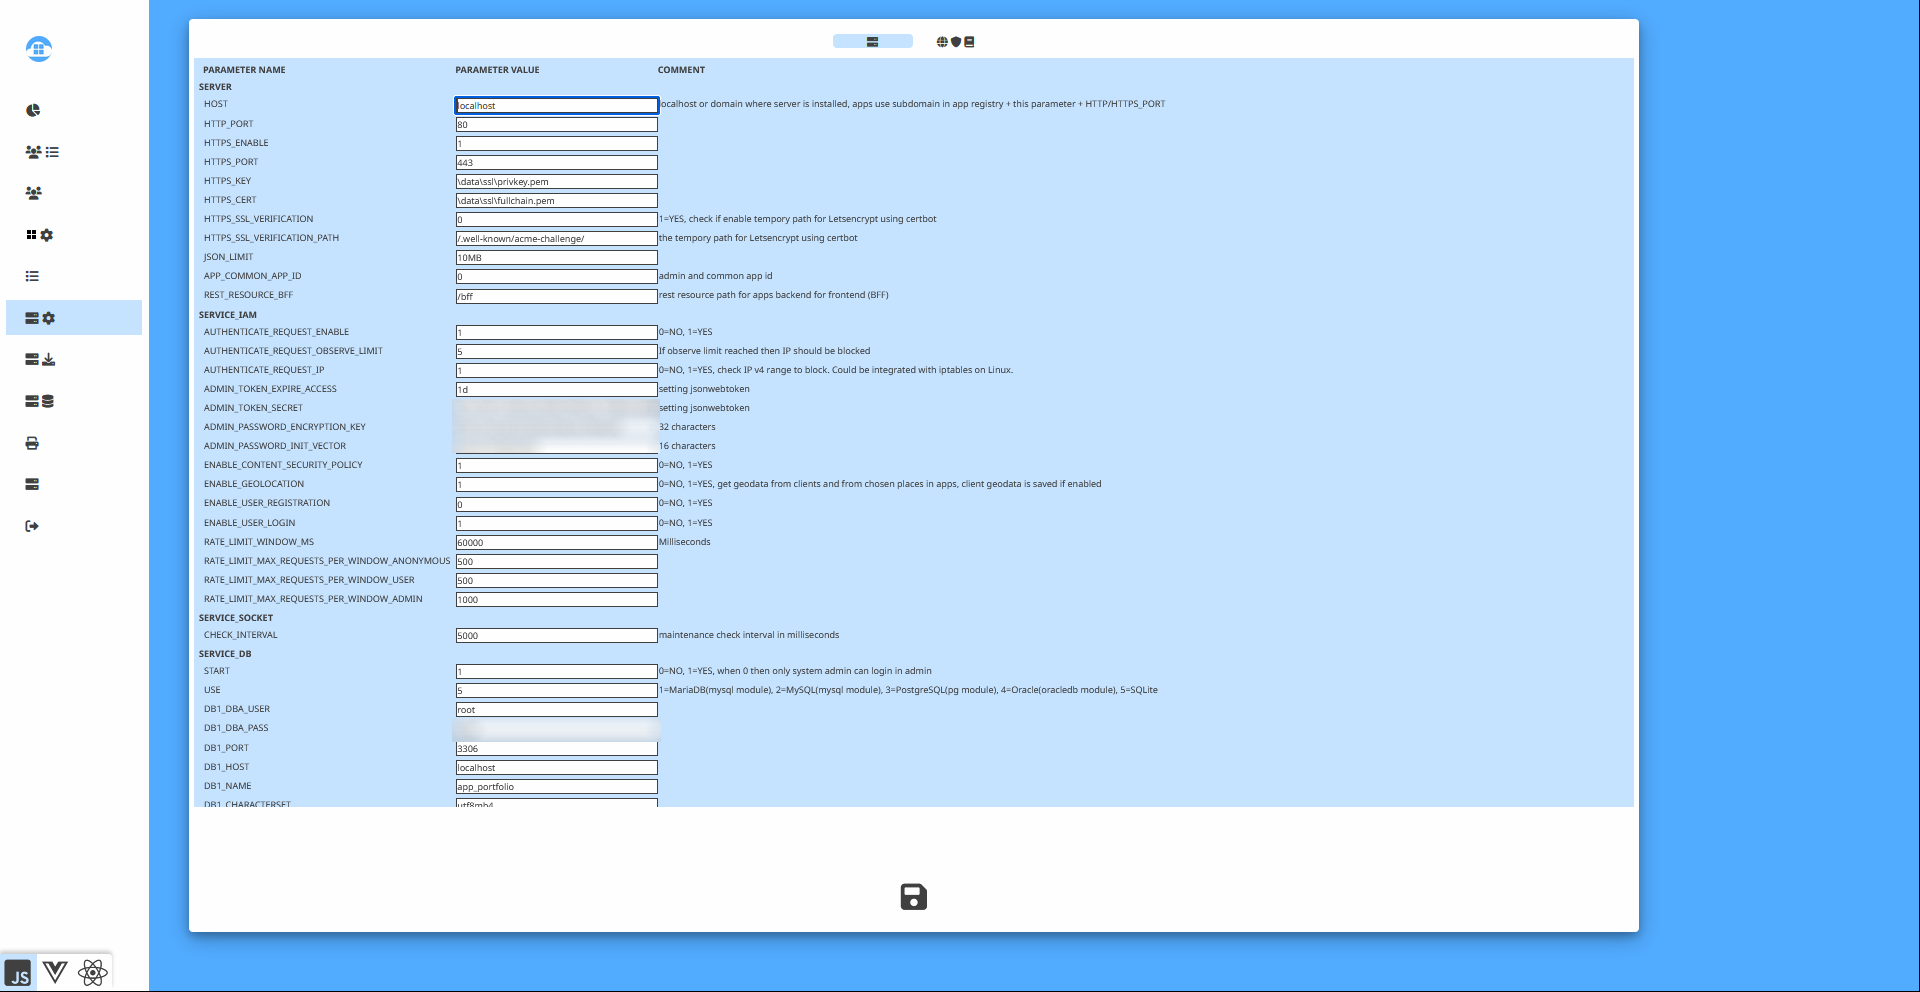 PARAMETER NAME PARAMETER VALUE COMMENT
SERVER
HOST localhost localhost or domain where server is installed, apps use subdomain in app registry + this parameter + HTTP/HTTPS_PORT
HTTP_PORT 80
HTTPS_ENABLE 1
HTTPS_PORT 443
HTTPS_KEY \data\ssl\privkey.pem
HTTPS_CERT \data\ssl\fullchain.pem
HTTPS_SSL_VERIFICATION 0 1=YES, check if enable tempory path for Letsencrypt using certbot
HTTPS_SSL_VERIFICATION_PATH /.well-known/acme-challenge/ the tempory path for Letsencrypt using certbot
JSON_LIMIT 10MB
APP_COMMON_APP_ID 0 admin and common app id
REST_RESOURCE_BFF /bff rest resource path for apps backend for frontend (BFF)
SERVICE_IAM
AUTHENTICATE_REQUEST_ENABLE 1 0=NO, 1=YES
AUTHENTICATE_REQUEST_OBSERVE_LIMIT 5 If observe limit reached then IP should be blocked
AUTHENTICATE_REQUEST_IP 1 0=NO, 1=YES, check IP v4 range to block. Could be integrated with iptables on Linux.
ADMIN_TOKEN_EXPIRE_ACCESS 1d setting jsonwebtoken
ADMIN_TOKEN_SECRET setting jsonwebtoken
ADMIN_PASSWORD_ENCRYPTION_KEY 32 characters
ADMIN_PASSWORD_INIT_VECTOR 16 characters
ENABLE_CONTENT_SECURITY_POLICY 1 0=NO, 1=YES
ENABLE_GEOLOCATION 1 0=NO, 1=YES, get geodata from clients and from chosen places in apps, client geodata is saved if enabled
ENABLE_USER_REGISTRATION 0 0=NO, 1=YES
ENABLE_USER_LOGIN 1 0=NO, 1=YES
RATE_LIMIT_WINDOW_MS 60000 Milliseconds
RATE_LIMIT_MAX_REQUESTS_PER_WINDOW_ANONYMOUS 500
RATE_LIMIT_MAX_REQUESTS_PER_WINDOW_USER 500
RATE_LIMIT_MAX_REQUESTS_PER_WINDOW_ADMIN 1000
SERVICE_SOCKET
CHECK_INTERVAL 5000 maintenance check interval in milliseconds
SERVICE_DB
START 1 0=NO, 1=YES, when 0 then only system admin can login in admin
USE 5 1=MariaDB(mysql module), 2=MySQL(mysql module), 3=PostgreSQL(pg module), 4=Oracle(oracledb module), 5=SQLite
DB1_DBA_USER root
DB1_DBA_PASS
DB1_PORT 3306
DB1_HOST localhost
DB1_NAME app_portfolio
DB1_CHARACTERSET utf8mb4
JS